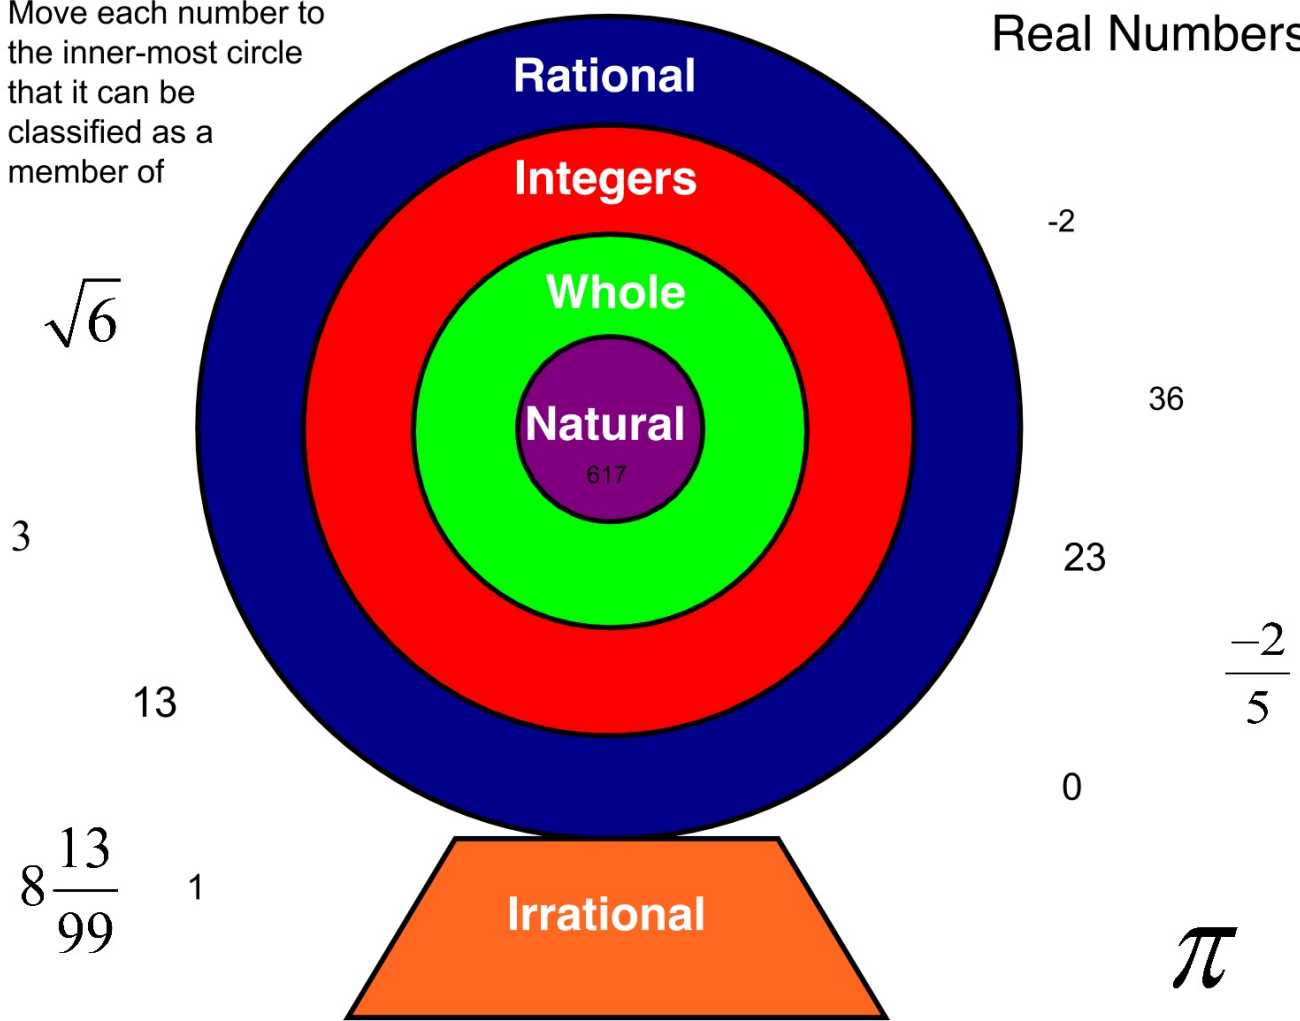 Move each number to
the inner-most circle
that it can be
classified as a
member of
Real Numbers
Rational
Integers
Whole
Natural
617
Irrational
√6
3
13
8 13/99
1
-2
36
23
−2/5
0
π